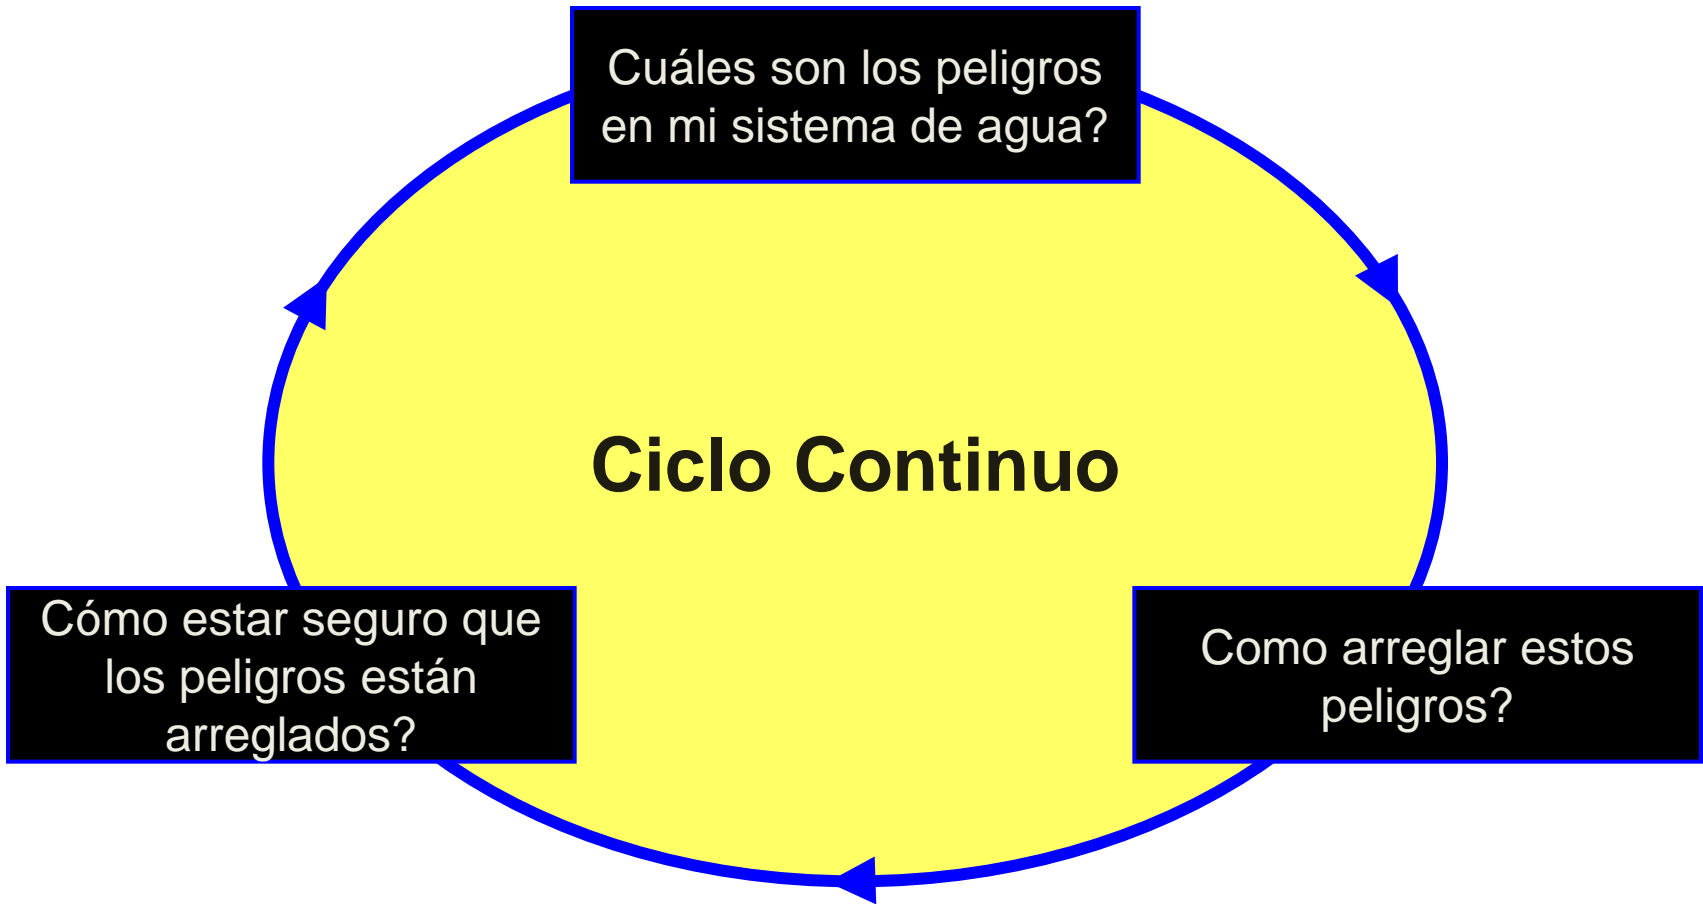 Cuáles son los peligros
en mi sistema de agua?
Ciclo Continuo
Cómo estar seguro que
los peligros están
arreglados?
Como arreglar estos
peligros?